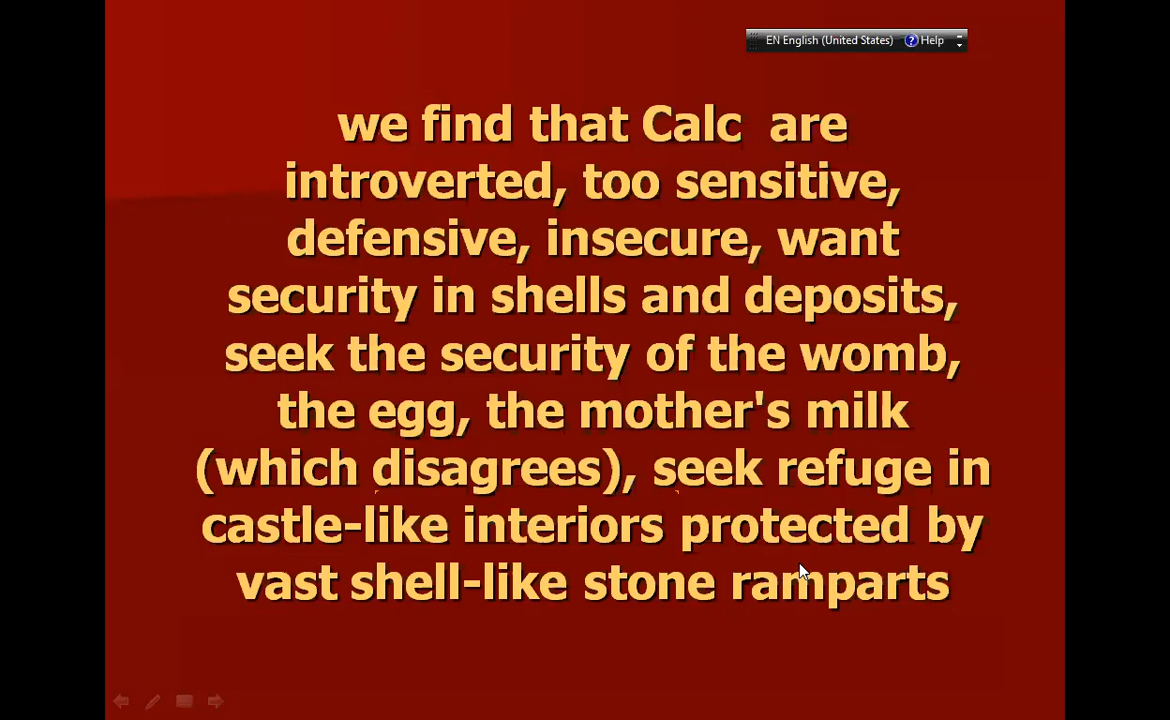 EN English (United States) ? Help
we find that Calc  are
introverted, too sensitive,
defensive, insecure, want
security in shells and deposits,
seek the security of the womb,
the egg, the mother's milk
(which disagrees), seek refuge in
castle-like interiors protected by
vast shell-like stone ramparts